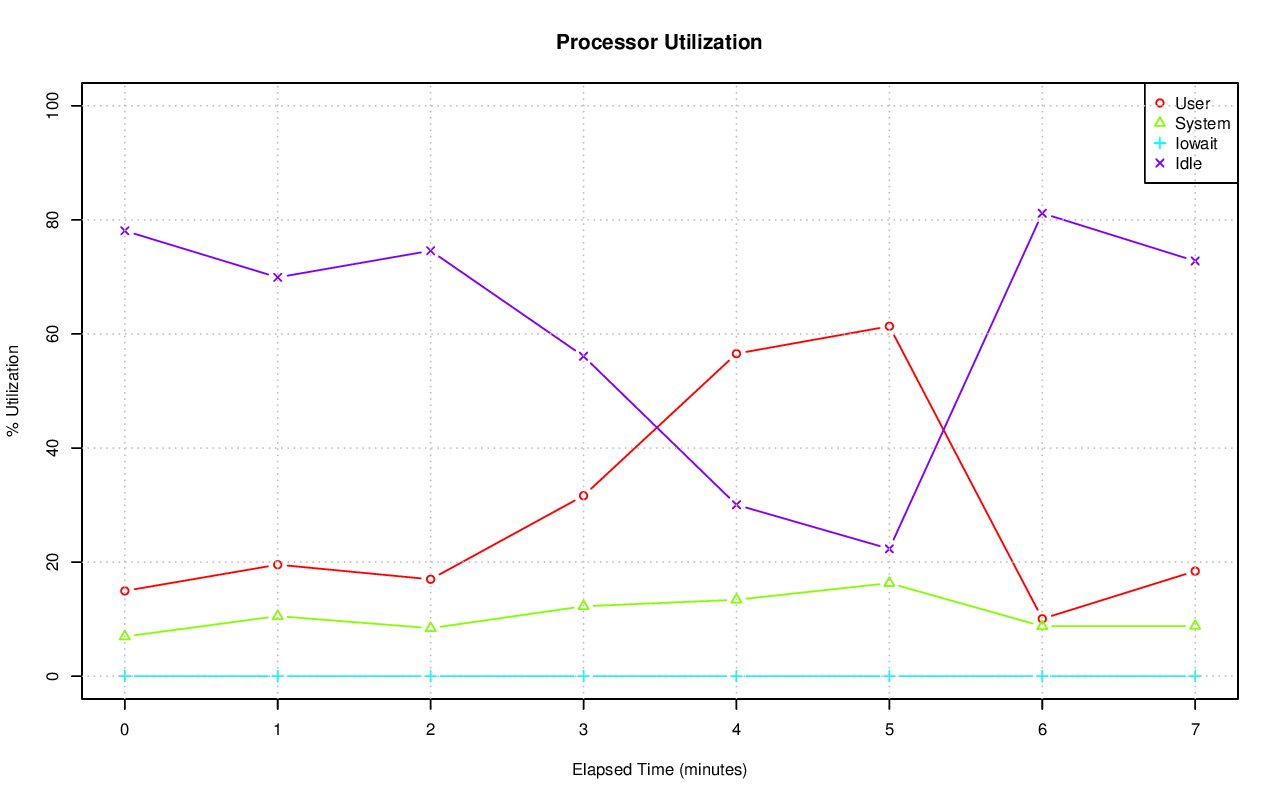 Processor Utilization
% Utilization
100
80
60
40
20
0
User
System
Iowait
Idle
0 1 2 3 4 5 6 7
Elapsed Time (minutes)